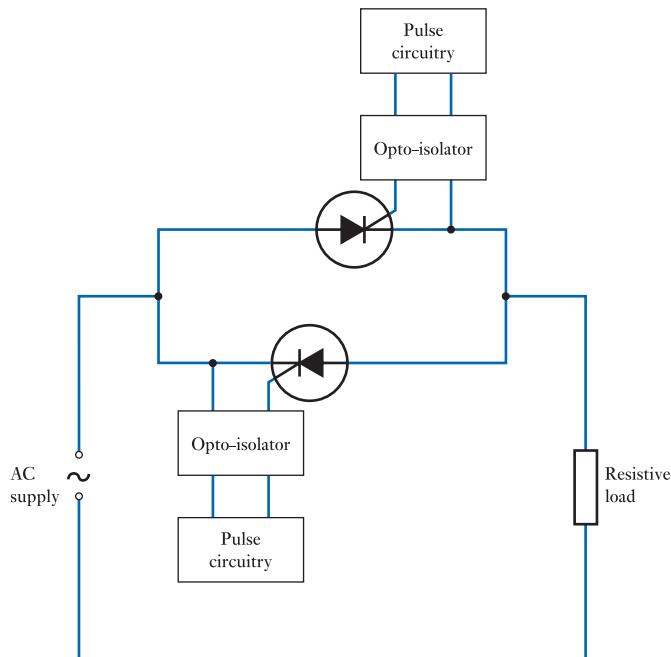 Pulse
circuitry
Opto–isolator
Opto–isolator
AC
supply
Resistive
load
Pulse
circuitry